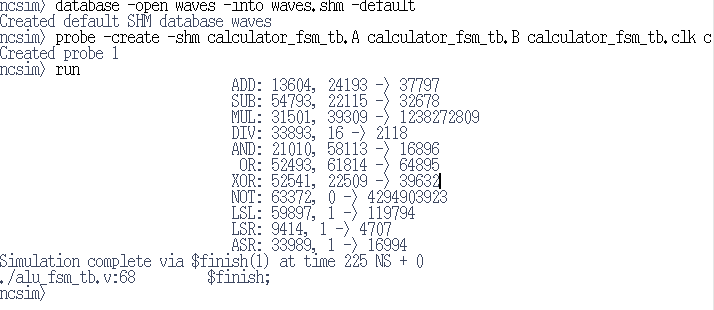 ncsim> database -open waves -into waves.shm -default
Created default SHM database waves
ncsim> probe -create -shm calculator_fsm_tb.A calculator_fsm_tb.B calculator_fsm_tb.clk c
Created probe 1
ncsim> run
ADD: 13604, 24193 -> 37797
SUB: 54793, 22115 -> 32678
MUL: 31501, 39309 -> 1238272809
DIV: 33893, 16 -> 2118
AND: 21010, 58113 -> 16896
OR: 52493, 61814 -> 64895
XOR: 52541, 22509 -> 39632
NOT: 63372, 0 -> 4294903923
LSL: 59897, 1 -> 119794
LSR: 9414, 1 -> 4707
ASR: 33989, 1 -> 16994
Simulation complete via $finish(1) at time 225 NS + 0
./alu_fsm_tb.v:68 $finish;
ncsim>